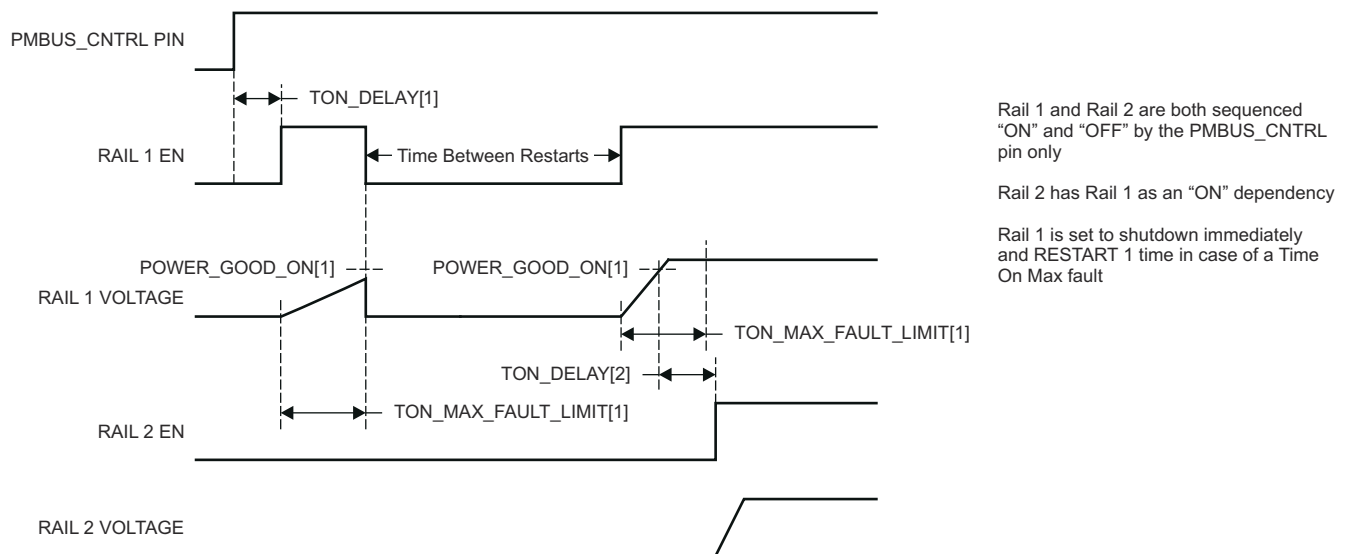 PMBUS_CNTRL PIN
TON_DELAY[1]
RAIL 1 EN
Time Between Restarts
POWER_GOOD_ON[1]
POWER_GOOD_ON[1]
RAIL 1 VOLTAGE
TON_MAX_FAULT_LIMIT[1]
TON_DELAY[2]
TON_MAX_FAULT_LIMIT[1]
RAIL 2 EN
RAIL 2 VOLTAGE
Rail 1 and Rail 2 are both sequenced
“ON” and “OFF” by the PMBUS_CNTRL
pin only
Rail 2 has Rail 1 as an “ON” dependency
Rail 1 is set to shutdown immediately
and RESTART 1 time in case of a Time
On Max fault